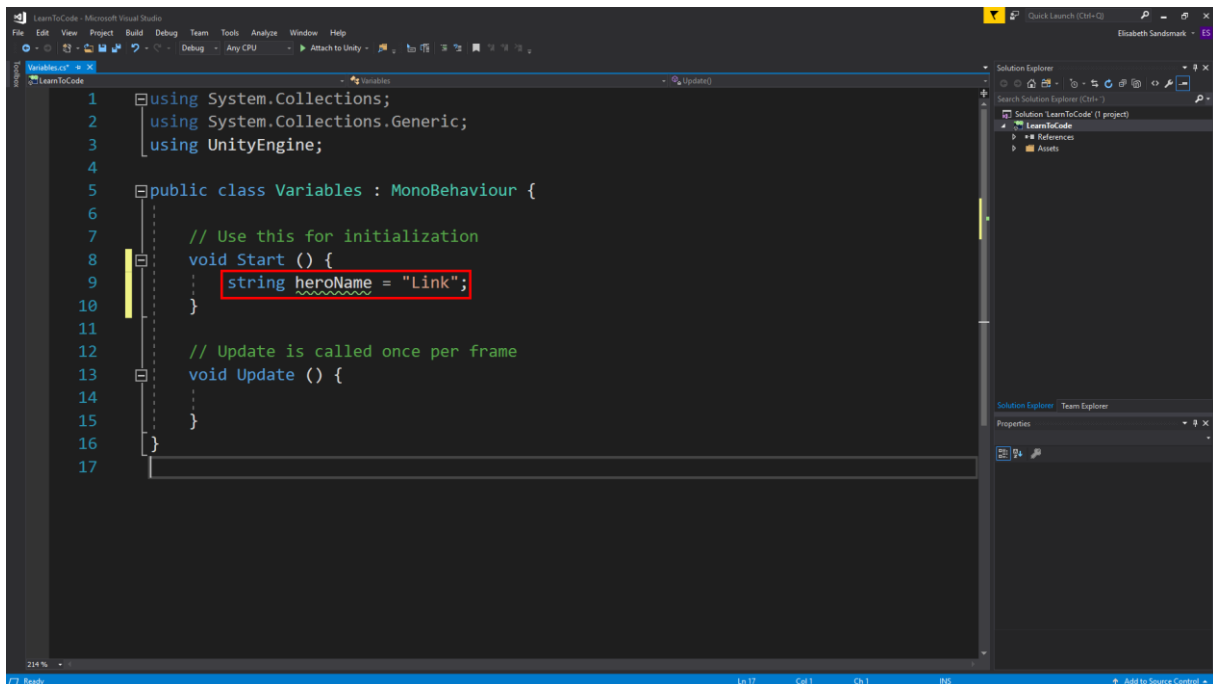 LearnToCode - Microsoft Visual Studio
Quick Launch (Ctrl+Q)
File Edit View Project Build Debug Team Tools Analyze Window Help
Elisabeth Sandsmark ES
Debug Any CPU Attach to Unity
Toolbox
Variables.cs*
LearnToCode Variables Update()
1 using System.Collections;
2 using System.Collections.Generic;
3 using UnityEngine;
4
5 public class Variables : MonoBehaviour {
6
7 // Use this for initialization
8 void Start () {
9 string heroName = "Link";
10 }
11
12 // Update is called once per frame
13 void Update () {
14
15 }
16 }
17
214 %
Solution Explorer
Search Solution Explorer (Ctrl+¨)
Solution 'LearnToCode' (1 project)
LearnToCode
References
Assets
Solution Explorer Team Explorer
Properties
Ready Ln 17 Col 1 Ch 1 INS Add to Source Control